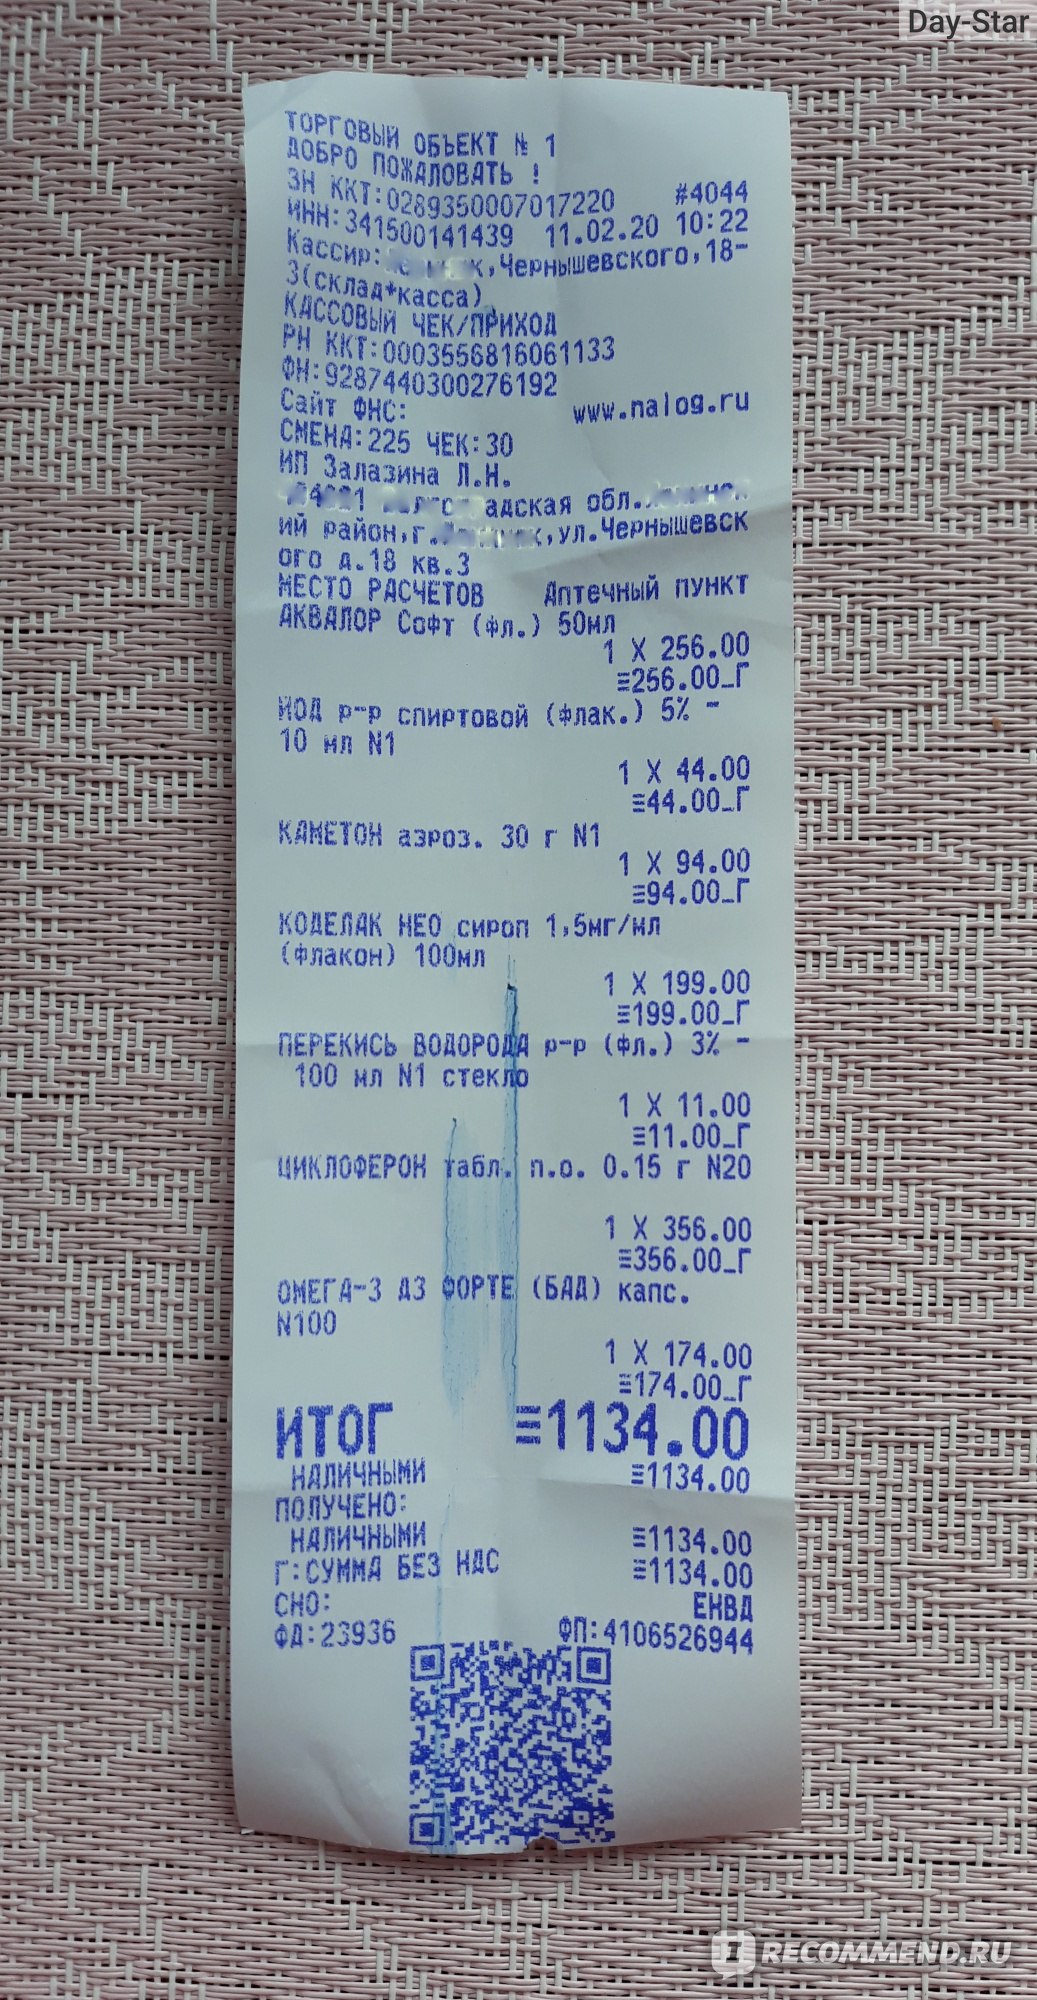 Day-Star
ТОРГОВЫЙ ОБЪЕКТ № 1
ДОБРО ПОЖАЛОВАТЬ !
ЗН ККТ:0289350007017220 #4044
ИНН:341500141439 11.02.20 10:22
Кассир: ,Чернышевского,18-
3(склад*касса)
КАССОВЫЙ ЧЕК/ПРИХОД
РН ККТ:0003556816061133
ФН:9287440300276192
Сайт ФНС: www.nalog.ru
СМЕНА:225 ЧЕК:30
ИП Залазина Л.Н.
обл.
ий район,г. ,ул.Чернышевск
ого д.18 кв.3
МЕСТО РАСЧЕТОВ Аптечный ПУНКТ
АКВАЛОР Софт (фл.) 50мл
1 X 256.00
≡256.00_Г
ЙОД р-р спиртовой (флак.) 5% -
10 мл N1
1 X 44.00
≡44.00_Г
КАМЕТОН аэроз. 30 г N1
1 X 94.00
≡94.00_Г
КОДЕЛАК НЕО сироп 1,5мг/мл
(флакон) 100мл
1 X 199.00
≡199.00_Г
ПЕРЕКИСЬ ВОДОРОДА р-р (фл.) 3% -
100 мл N1 стекло
1 X 11.00
≡11.00_Г
ЦИКЛОФЕРОН табл. п.о. 0.15 г N20
1 X 356.00
≡356.00_Г
ОМЕГА-3 Д3 ФОРТЕ (БАД) капс.
N100
1 X 174.00
≡174.00_Г
ИТОГ ≡1134.00
НАЛИЧНЫМИ ≡1134.00
ПОЛУЧЕНО:
НАЛИЧНЫМИ ≡1134.00
Г:СУММА БЕЗ НДС ≡1134.00
СНО: ЕНВД
ФД:23936 ФП:4106526944
IRECOMMEND.RU